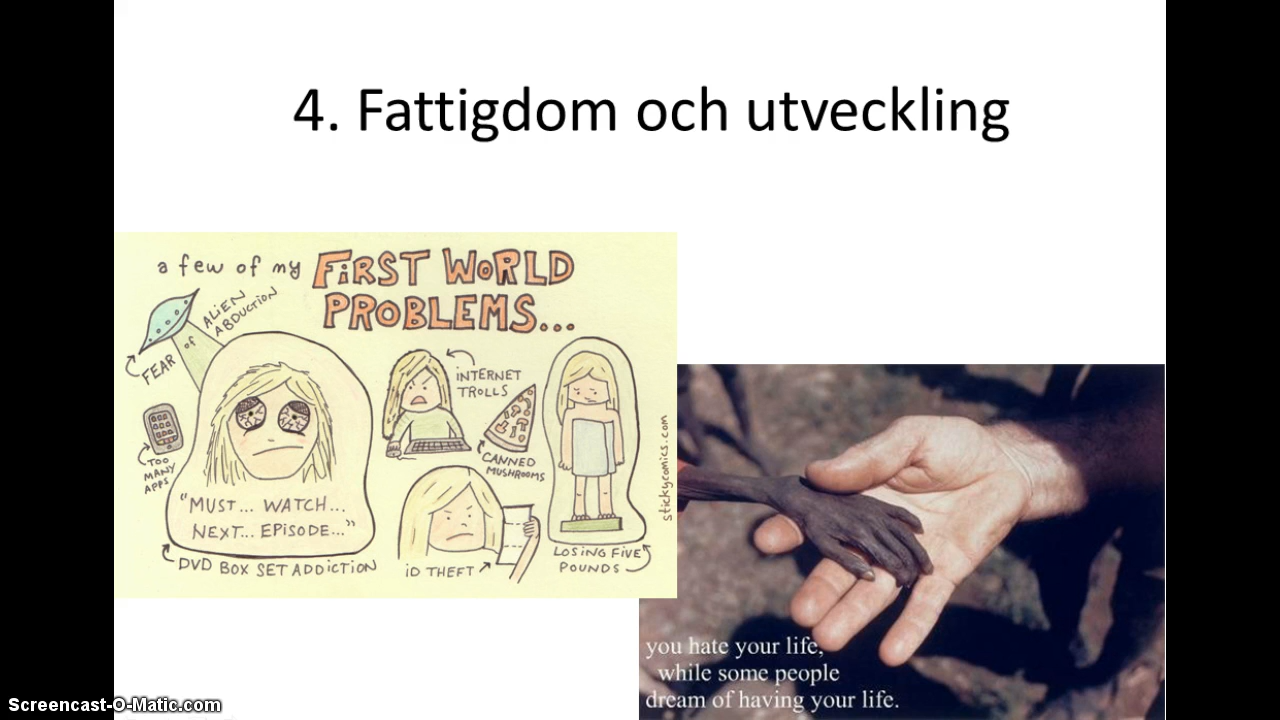 4. Fattigdom och utveckling
a few of my FiRST WoRLD
PROBLEMS...
FEAR of ALiEN
ABDUCTION
INTERNET
TROLLS
TOO
MANY
APPS
CANNED
MUSHROOMS
"MUST... WATCH...
NEXT... EPISODE..."
DVD BOX SET ADDICTION
iD THEFT
LOSING FIVE
POUNDS
stickycomics.com
you hate your life,
while some people
dream of having your life.
Screencast-O-Matic.com